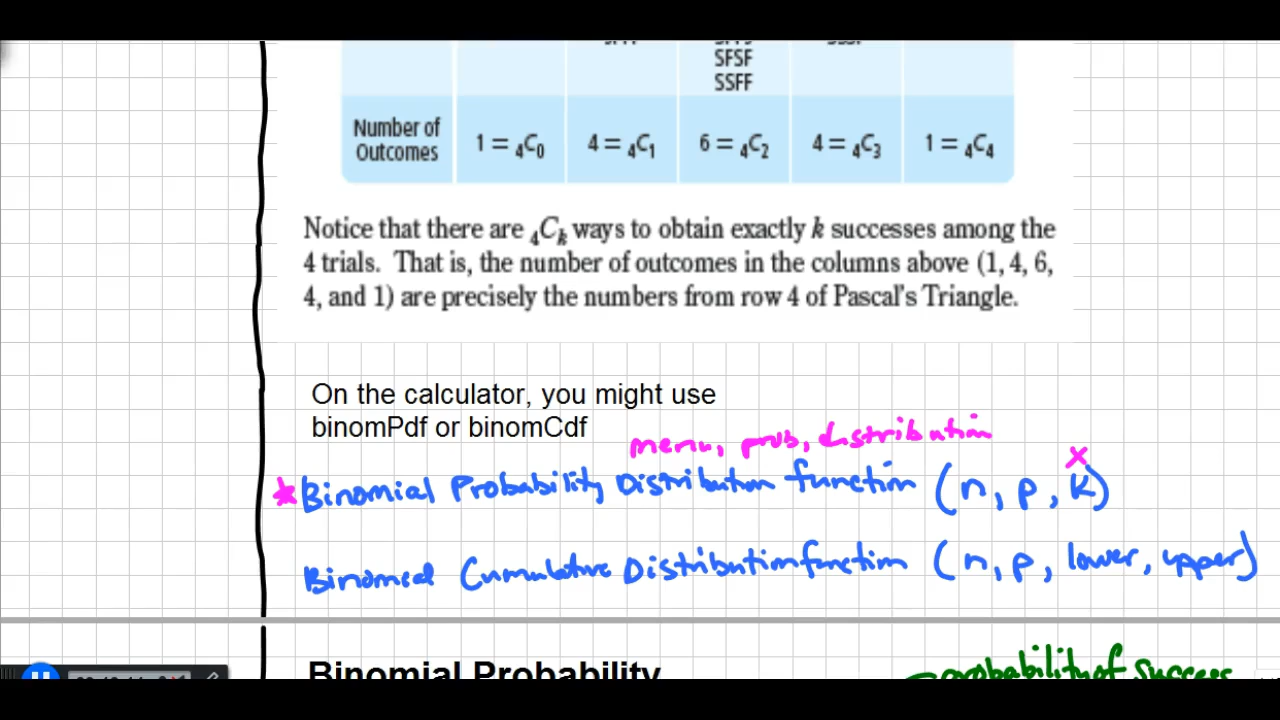 SFSF
SSFF
Number of Outcomes 1 = ₄C₀ 4 = ₄C₁ 6 = ₄C₂ 4 = ₄C₃ 1 = ₄C₄
Notice that there are ₄Cₖ ways to obtain exactly k successes among the
4 trials. That is, the number of outcomes in the columns above (1, 4, 6,
4, and 1) are precisely the numbers from row 4 of Pascal's Triangle.
On the calculator, you might use
binomPdf or binomCdf
menu, prob, distribution
x
* Binomial Probability Distribution function (n, p, k)
Binomial Cumulative Distribution function (n, p, lower, upper)
Binomial Probability
probability of success